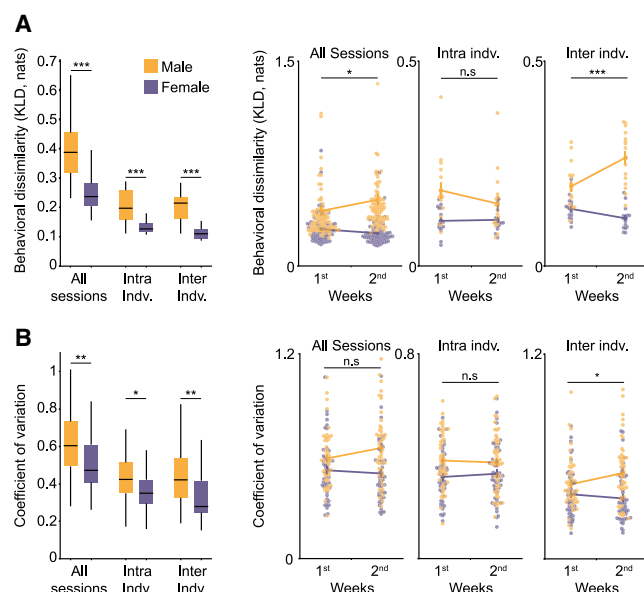 A
Behavioral dissimilarity (KLD, nats)
0.7
0.6
0.5
0.4
0.3
0.2
0.1
0
***
***
***
Male
Female
All
sessions
Intra
Indv.
Inter
Indv.
Behavioral dissimilarity (KLD, nats)
All Sessions
1.5
*
0
1st
2nd
Weeks
Intra indv.
0.5
n.s
0
1st
2nd
Weeks
Inter indv.
0.5
***
0
1st
2nd
Weeks
B
Coefficient of variation
1
0.8
0.6
0.4
0.2
0
**
*
**
All
sessions
Intra
Indv.
Inter
Indv.
Coefficient of variation
All Sessions
1.2
n.s
0
1st
2nd
Weeks
Intra indv.
0.8
n.s
0
1st
2nd
Weeks
Inter indv.
1.2
*
0
1st
2nd
Weeks